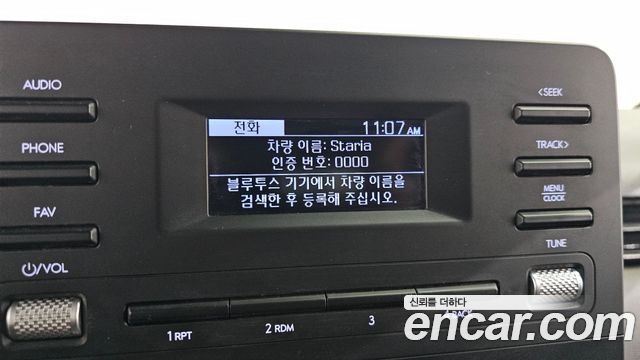 AUDIO
<SEEK
전화 11:07 AM
차량 이름: Staria
인증 번호: 0000
블루투스 기기에서 차량 이름을
검색한 후 등록해 주십시오.
PHONE
TRACK>
MENU
CLOCK
FAV
TUNE
/VOL
1 RPT
2 RDM
3
신뢰를 더하다
encar.com